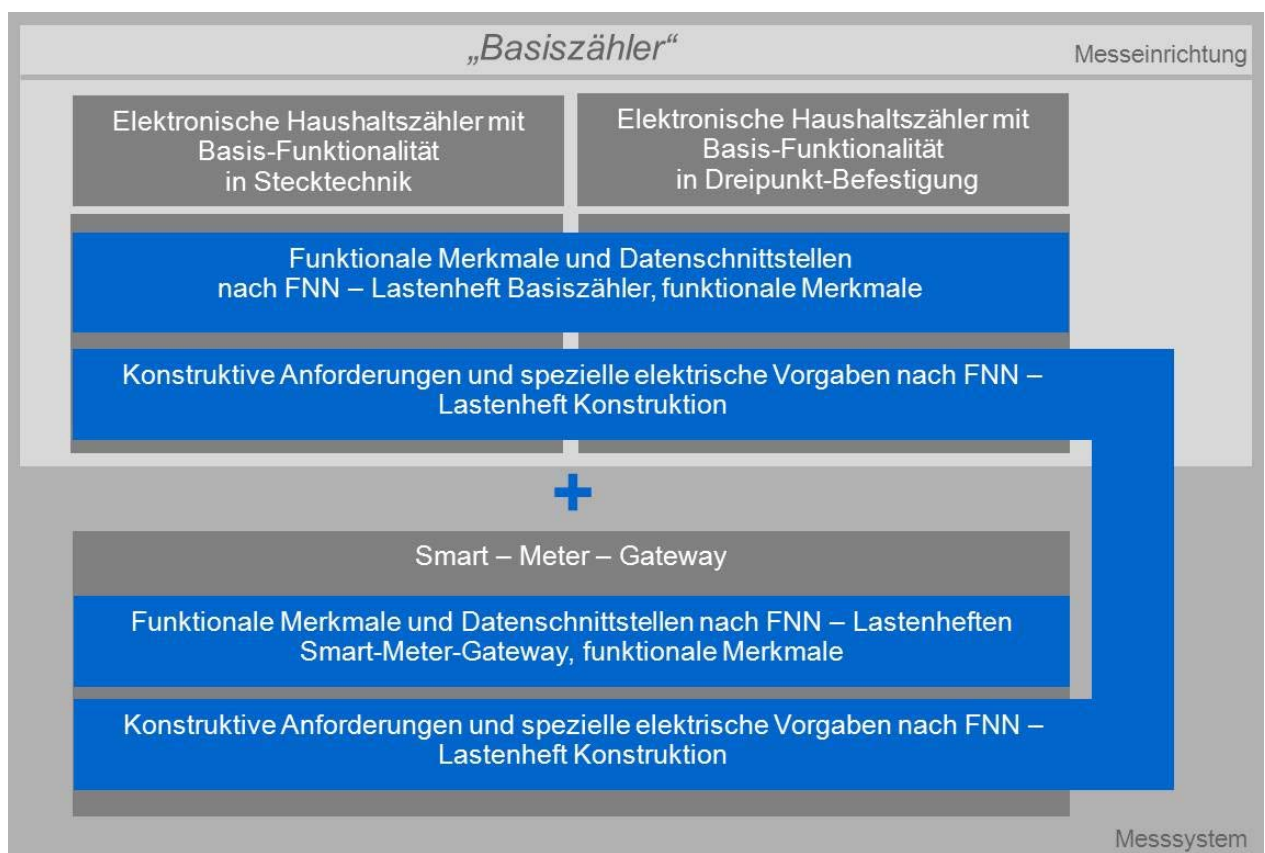 „Basiszähler“
Messeinrichtung
Elektronische Haushaltszähler mit
Basis-Funktionalität
in Stecktechnik
Elektronische Haushaltszähler mit
Basis-Funktionalität
in Dreipunkt-Befestigung
Funktionale Merkmale und Datenschnittstellen
nach FNN – Lastenheft Basiszähler, funktionale Merkmale
Konstruktive Anforderungen und spezielle elektrische Vorgaben nach FNN –
Lastenheft Konstruktion
+
Smart – Meter – Gateway
Funktionale Merkmale und Datenschnittstellen nach FNN – Lastenheften
Smart-Meter-Gateway, funktionale Merkmale
Konstruktive Anforderungen und spezielle elektrische Vorgaben nach FNN –
Lastenheft Konstruktion
Messsystem